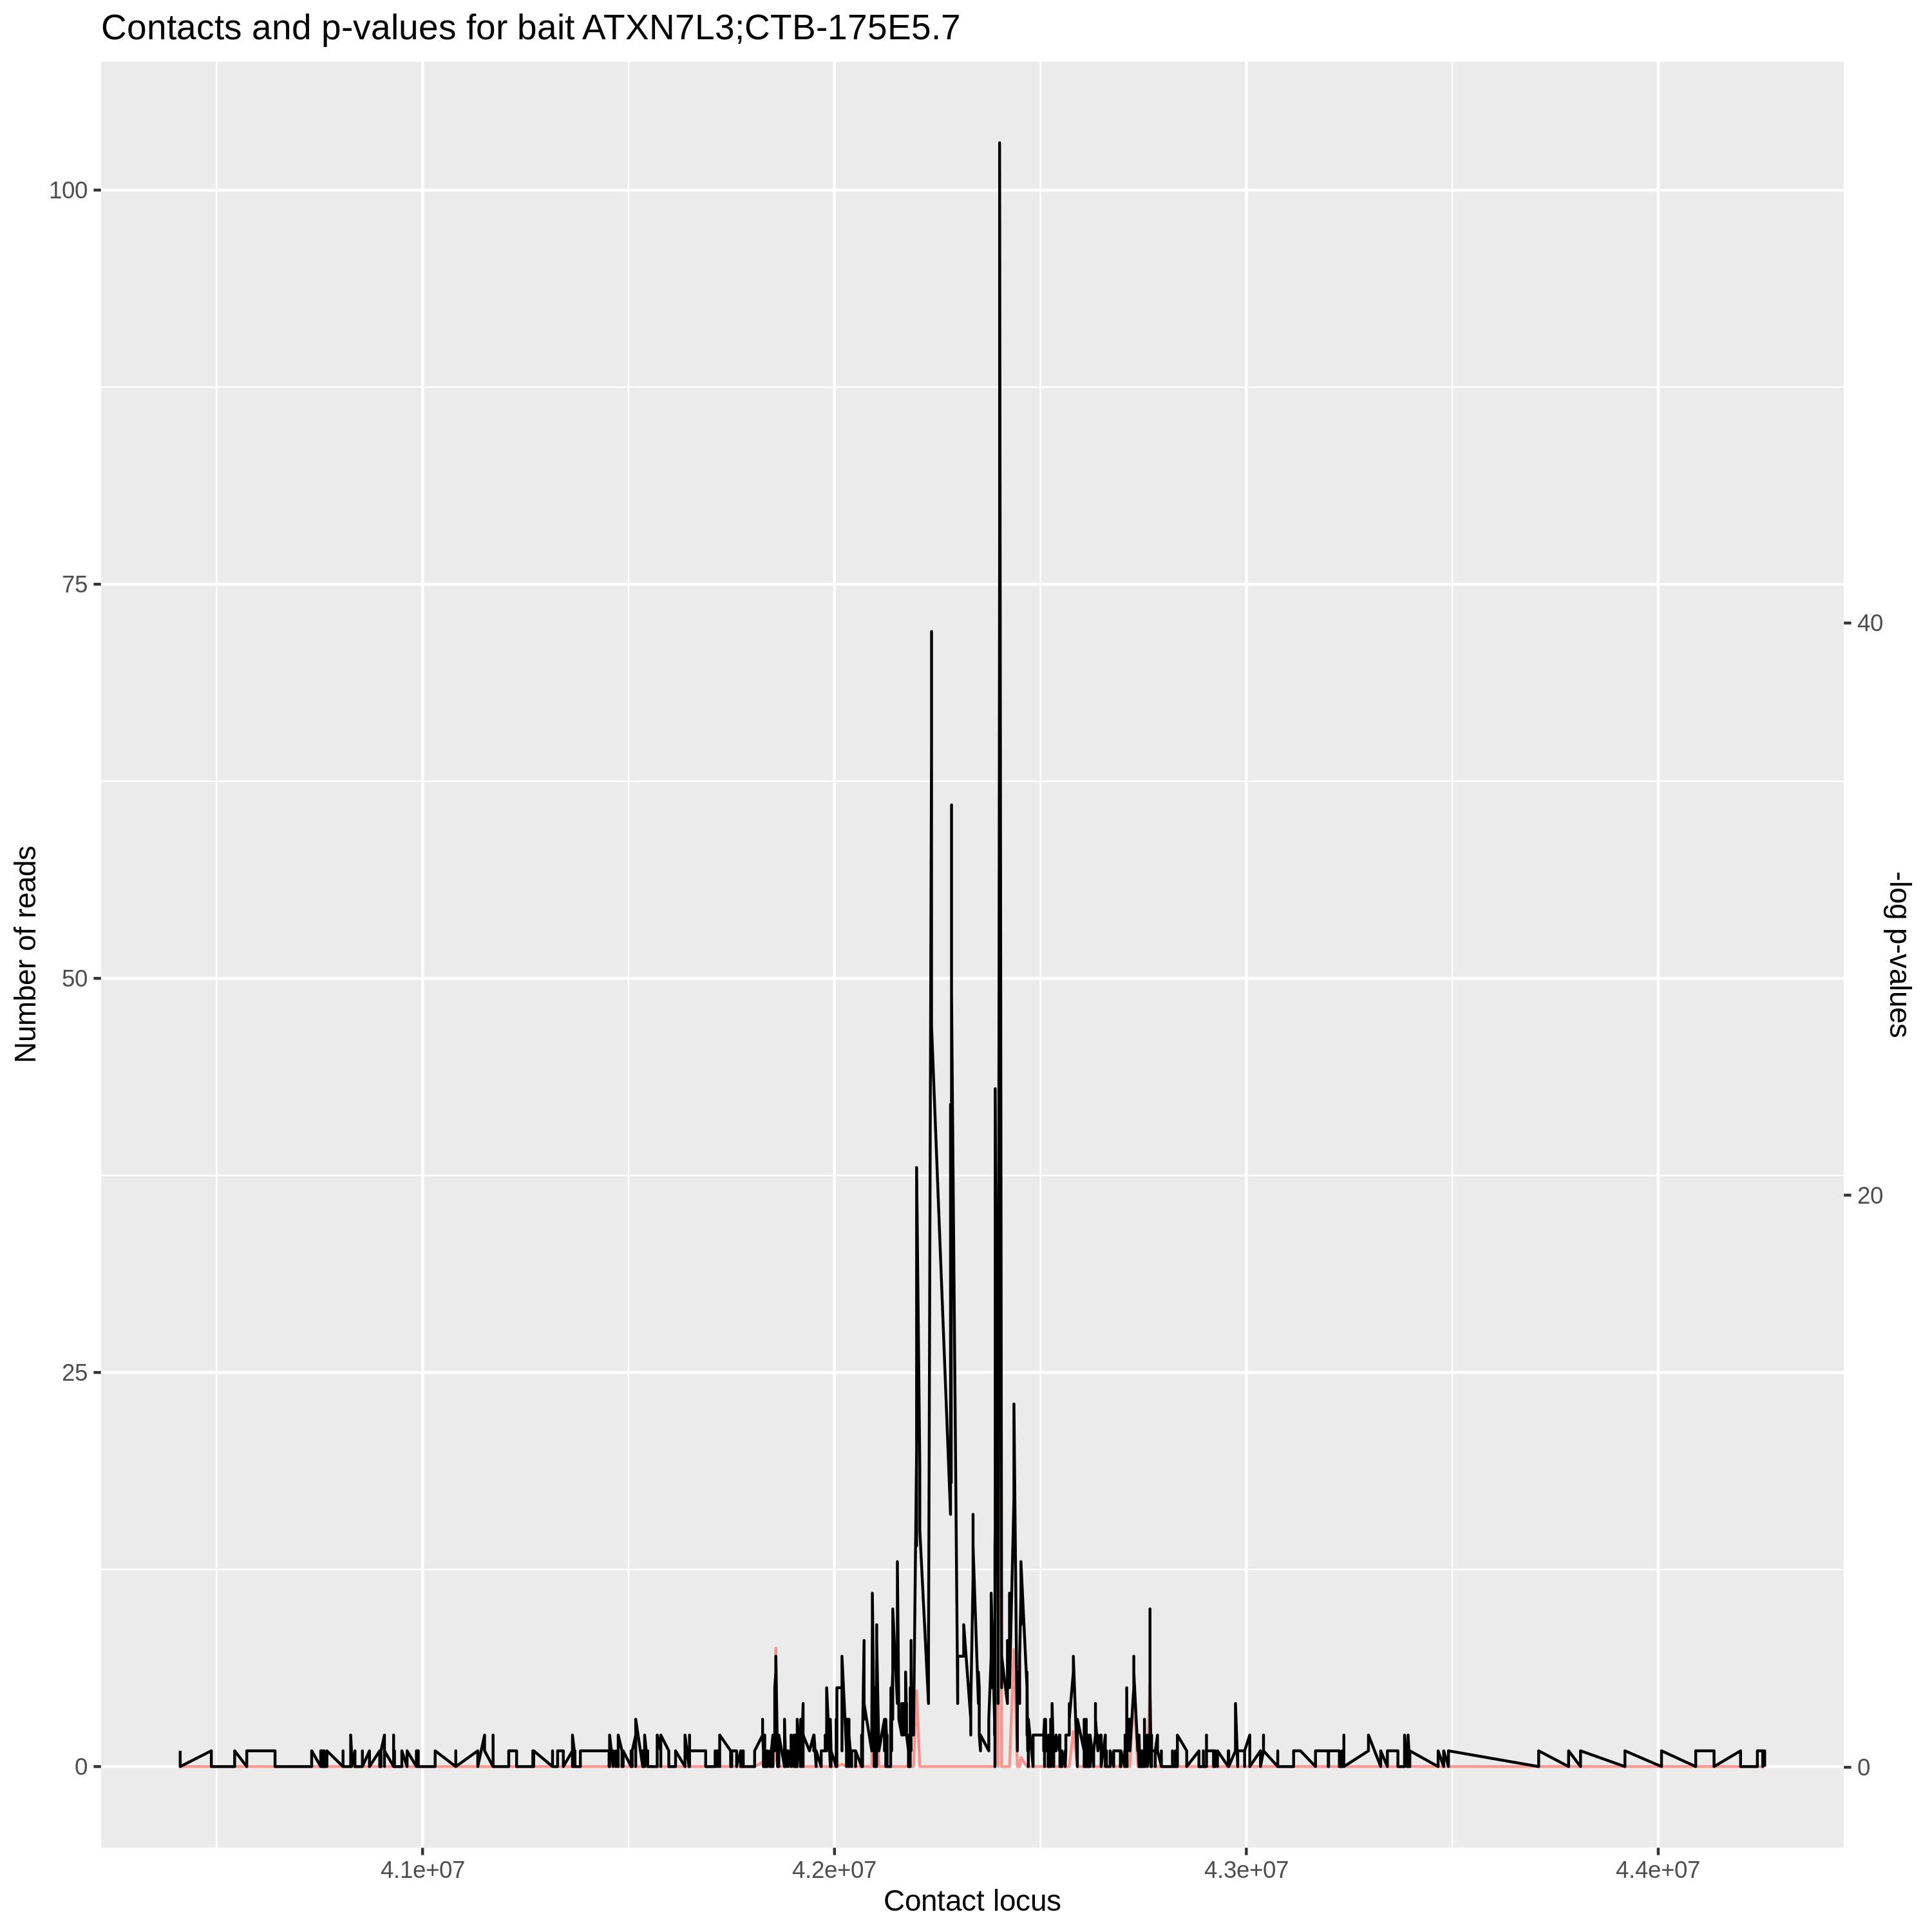 Contacts and p-values for bait ATXN7L3;CTB-175E5.7
100
75
50
25
0
Number of reads
40
20
0
-log p-values
4.1e+07
4.2e+07
4.3e+07
4.4e+07
Contact locus